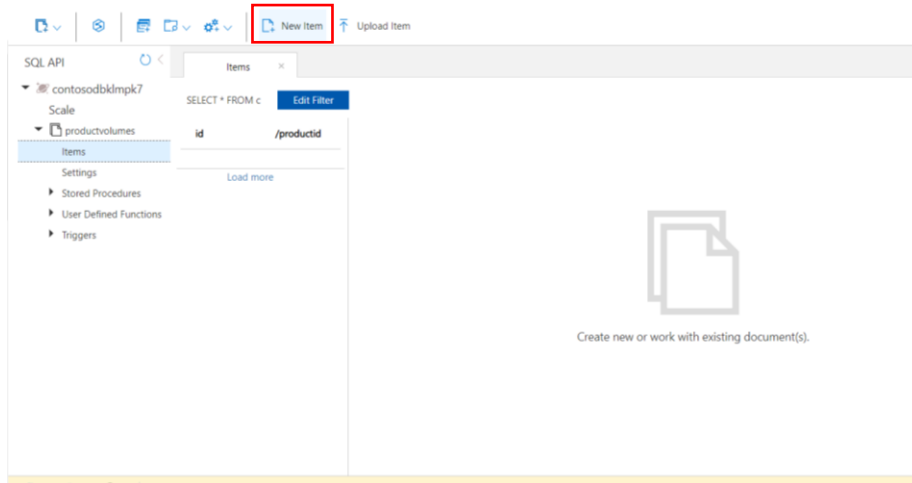 New Item
Upload Item
SQL API
Items
contosodbklmpk7
SELECT * FROM c
Edit Filter
Scale
productvolumes
id
/productid
Items
Settings
Load more
Stored Procedures
User Defined Functions
Triggers
Create new or work with existing document(s).